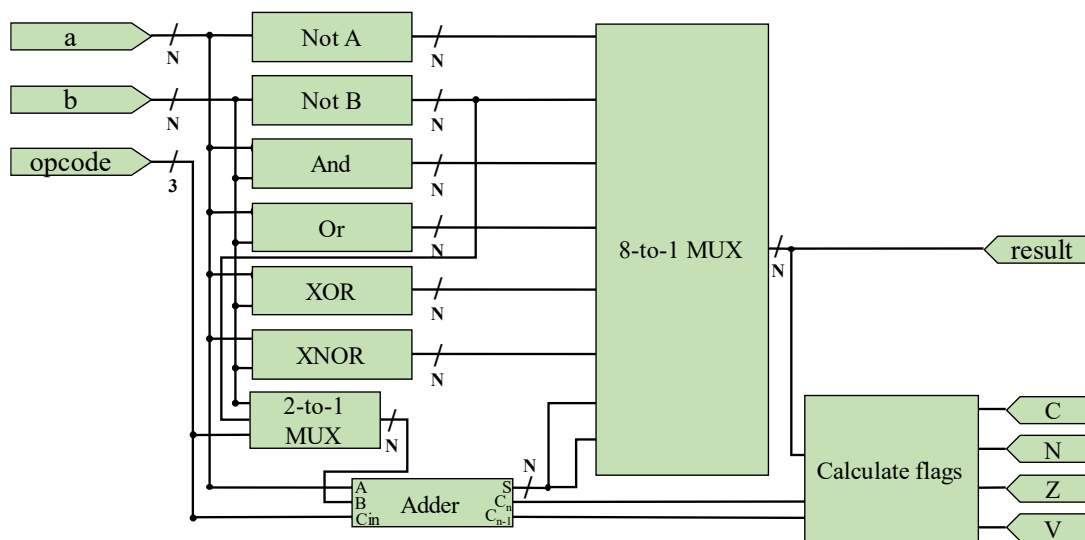 a
N
Not A
N
b
N
Not B
N
opcode
3
And
N
Or
N
8-to-1 MUX
N
result
XOR
N
XNOR
N
2-to-1
MUX
N
C
N
Calculate flags
Z
V
N
A
B
Cin
Adder
S
Cₙ
Cₙ₋₁